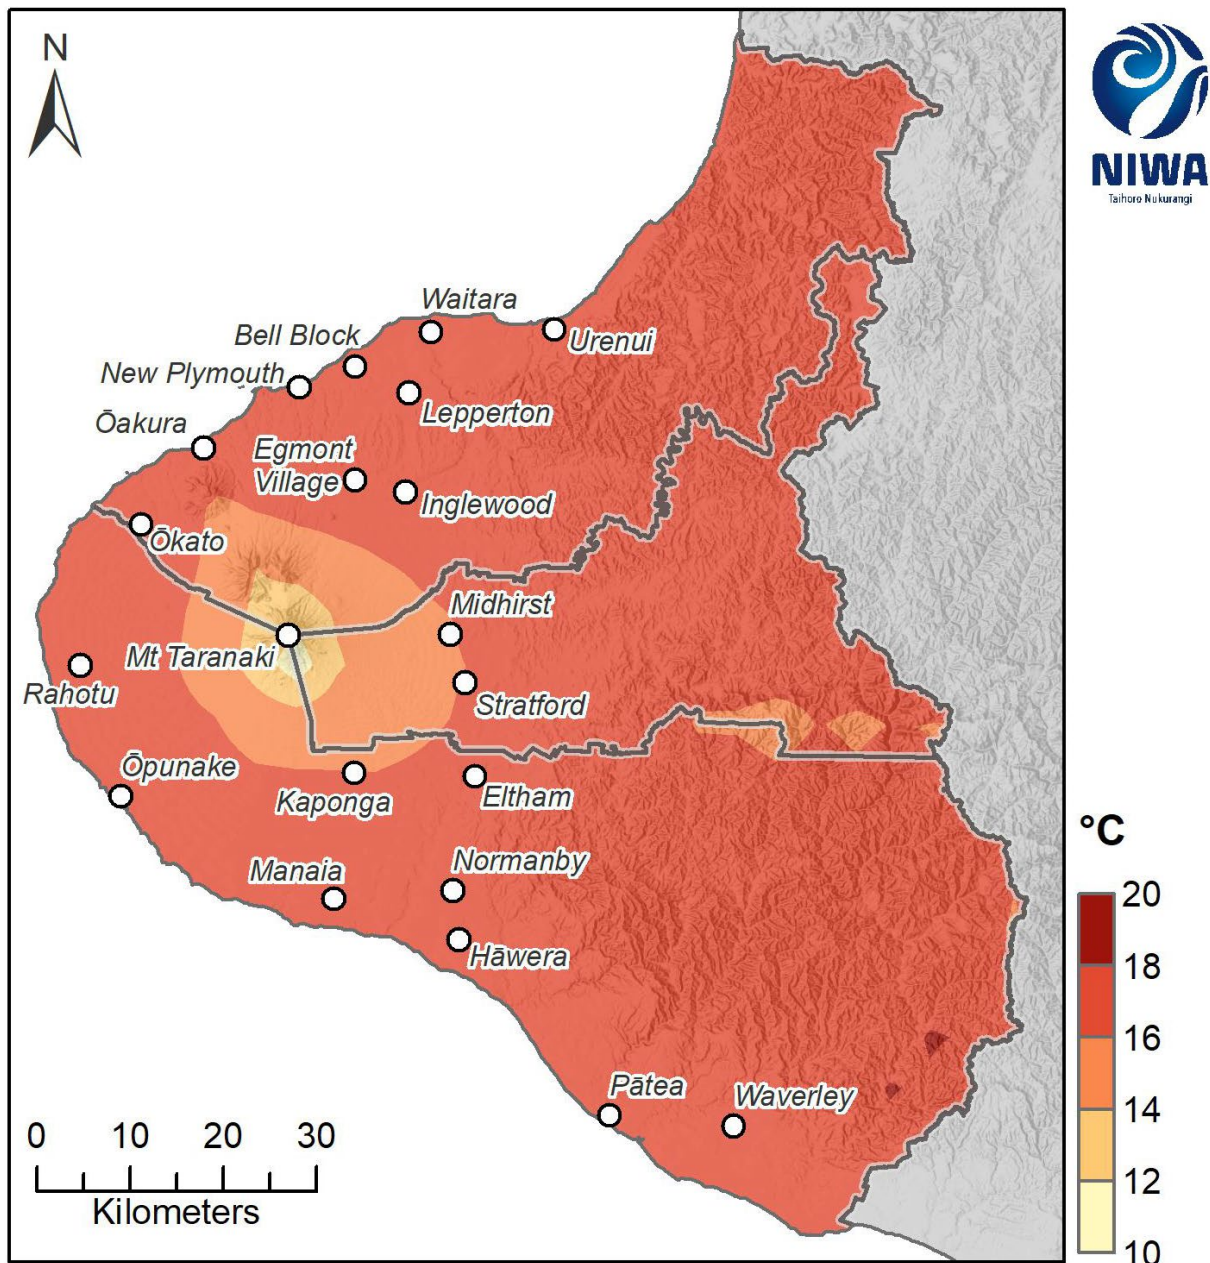 N
NIWA
Taihoro Nukurangi
Waitara
Bell Block
Urenui
New Plymouth
Lepperton
Ōakura
Egmont
Village
Inglewood
Ōkato
Midhirst
Mt Taranaki
Rahotu
Stratford
Ōpunake
Kaponga
Eltham
°C
Manaia
Normanby
Hāwera
Pātea
Waverley
20
18
16
14
12
10
0 10 20 30
Kilometers